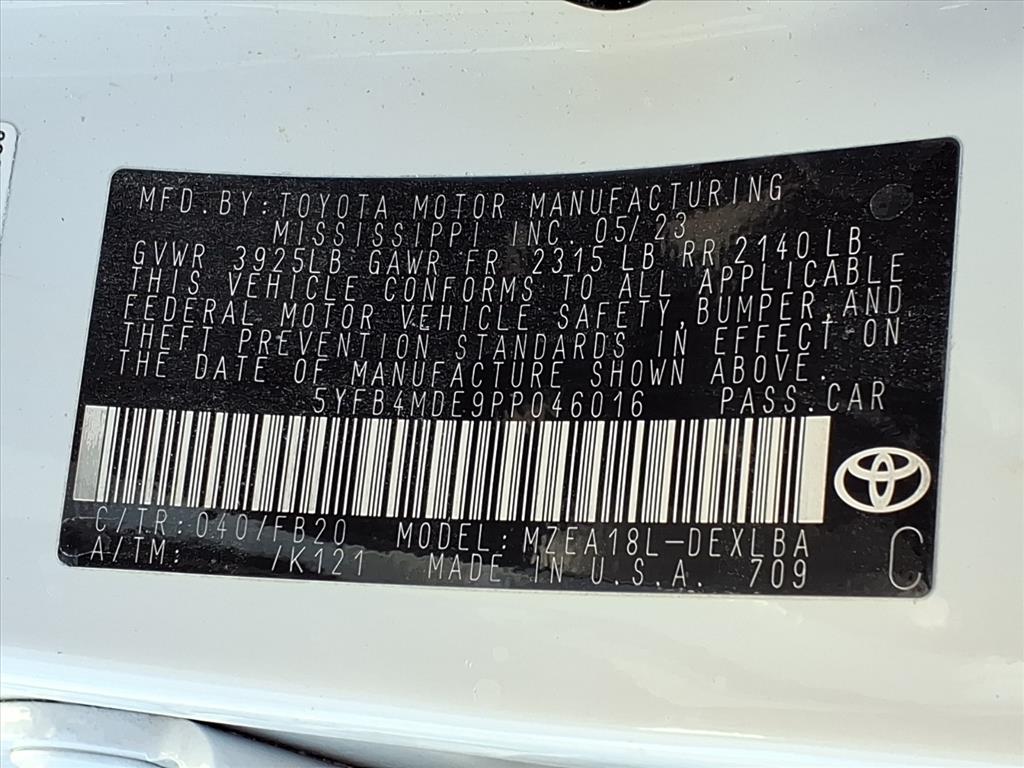 MFD.BY:TOYOTA MOTOR MANUFACTURING
MISSISSIPPI INC. 05/23
GVWR 3925LB GAWR FR 2315 LB RR 2140 LB
THIS VEHICLE CONFORMS TO ALL APPLICABLE
FEDERAL MOTOR VEHICLE SAFETY,BUMPER,AND
THEFT PREVENTION STANDARDS IN EFFECT ON
THE DATE OF MANUFACTURE SHOWN ABOVE.
5YFB4MDE9PP046016 PASS.CAR
C/TR: 040/FB20 MODEL:MZEA18L-DEXLBA
A/TM: /K121 MADE IN U.S.A. 709
C